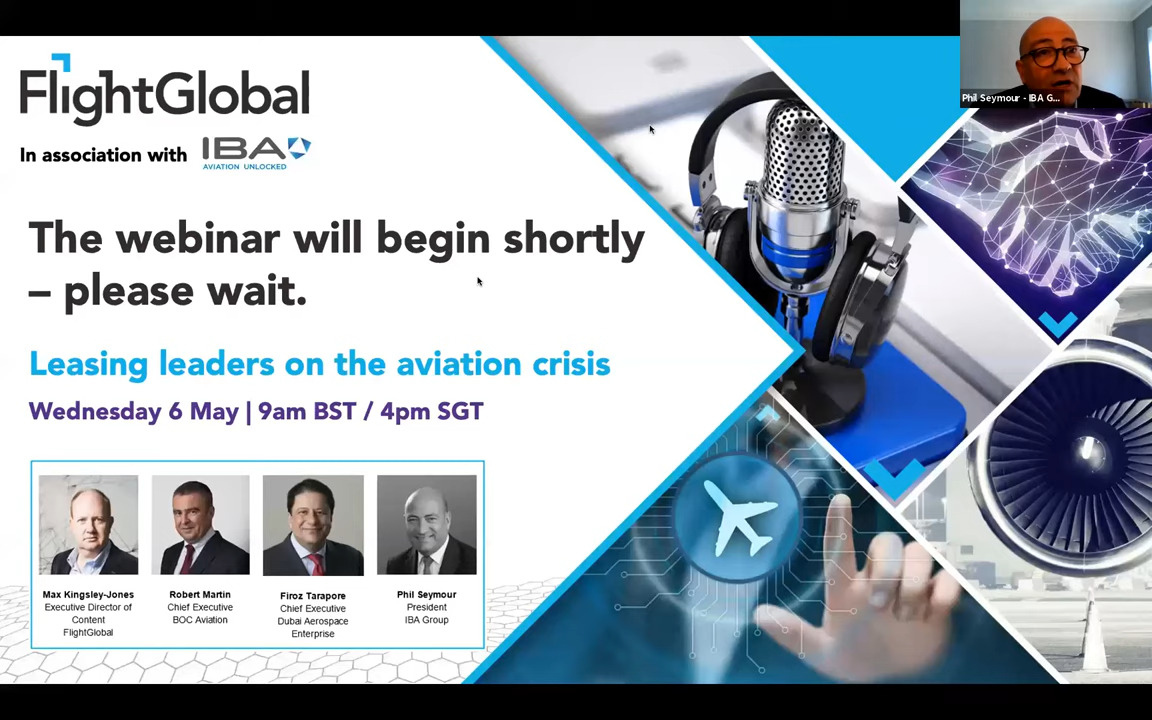 FlightGlobal
In association with IBA
AVIATION UNLOCKED
The webinar will begin shortly
– please wait.
Leasing leaders on the aviation crisis
Wednesday 6 May | 9am BST / 4pm SGT
Max Kingsley-Jones
Executive Director of
Content
FlightGlobal
Robert Martin
Chief Executive
BOC Aviation
Firoz Tarapore
Chief Executive
Dubai Aerospace
Enterprise
Phil Seymour
President
IBA Group
Phil Seymour - IBA G...